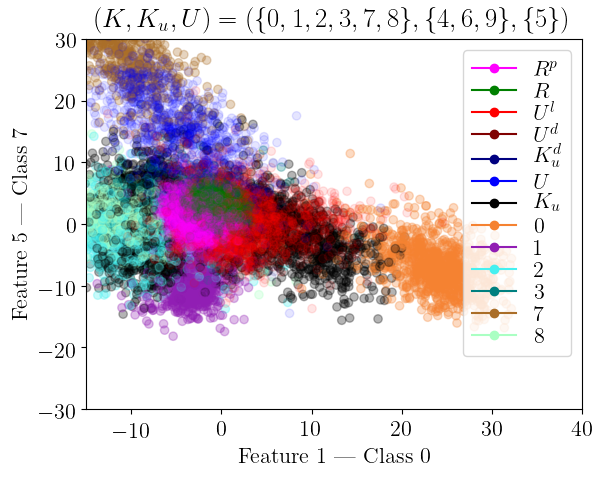 (K, K_u, U) = ({0, 1, 2, 3, 7, 8}, {4, 6, 9}, {5})
30
20
10
0
−10
−20
−30
Feature 5 — Class 7
R^p
R
U^l
U^d
K_u^d
U
K_u
0
1
2
3
7
8
−10
0
10
20
30
40
Feature 1 — Class 0